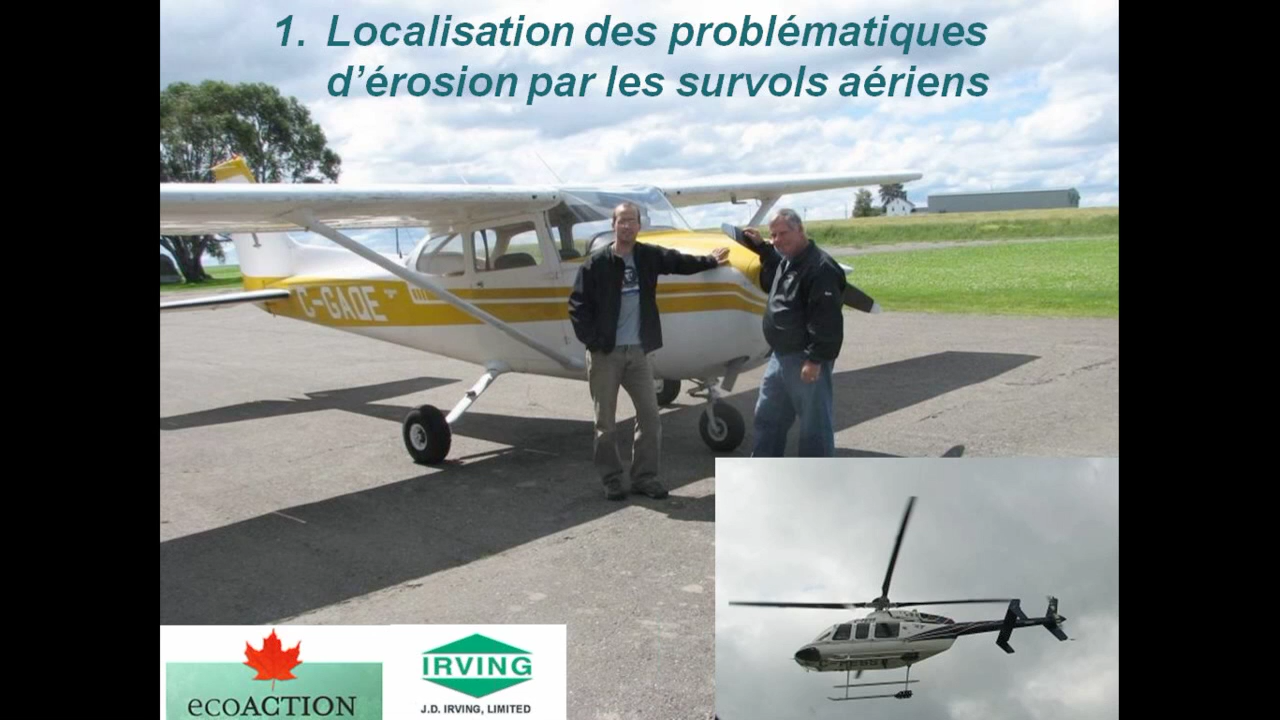 1. Localisation des problématiques
d’érosion par les survols aériens
C-GAQE
ecoACTION
IRVING
J.D. IRVING, LIMITED